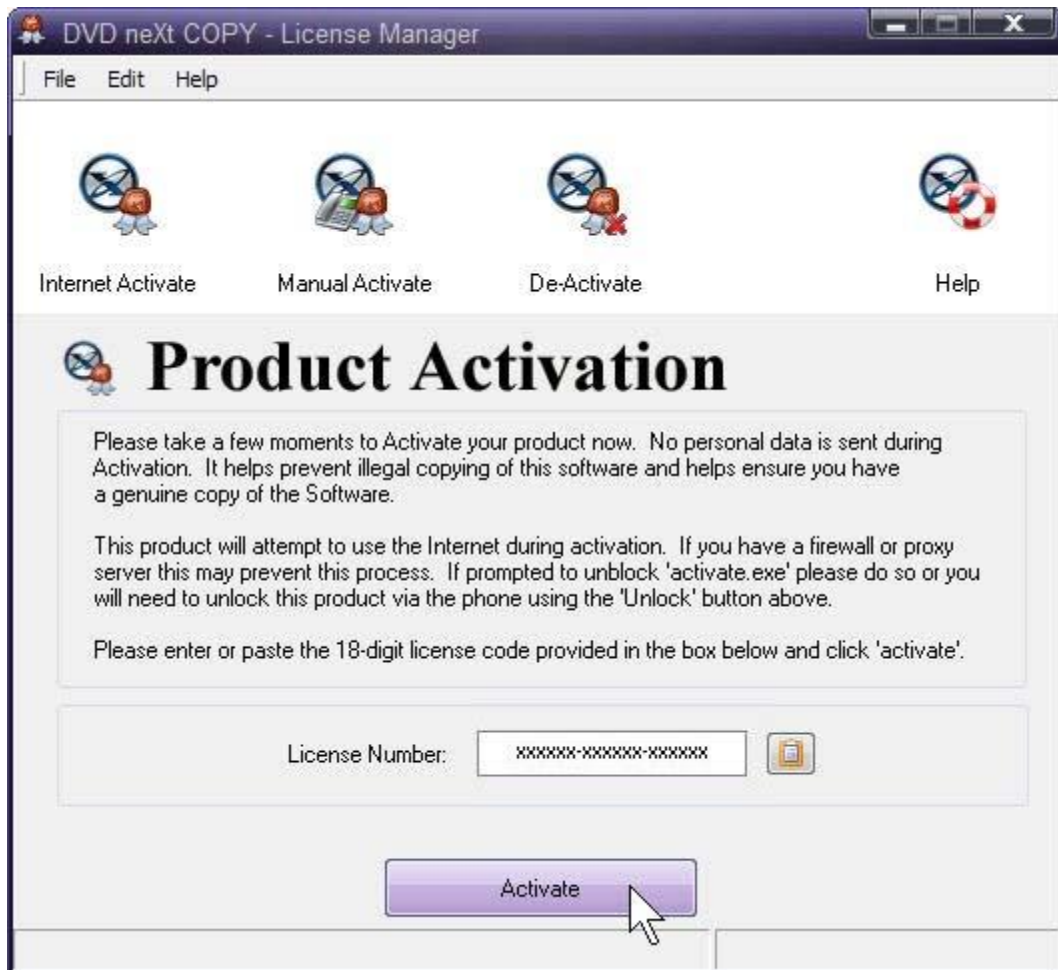 DVD neXt COPY - License Manager
File Edit Help
Internet Activate Manual Activate De-Activate Help
Product Activation
Please take a few moments to Activate your product now. No personal data is sent during
Activation. It helps prevent illegal copying of this software and helps ensure you have
a genuine copy of the Software.
This product will attempt to use the Internet during activation. If you have a firewall or proxy
server this may prevent this process. If prompted to unblock 'activate.exe' please do so or you
will need to unlock this product via the phone using the 'Unlock' button above.
Please enter or paste the 18-digit license code provided in the box below and click 'activate'.
License Number: xxxxxx-xxxxxx-xxxxxx
Activate